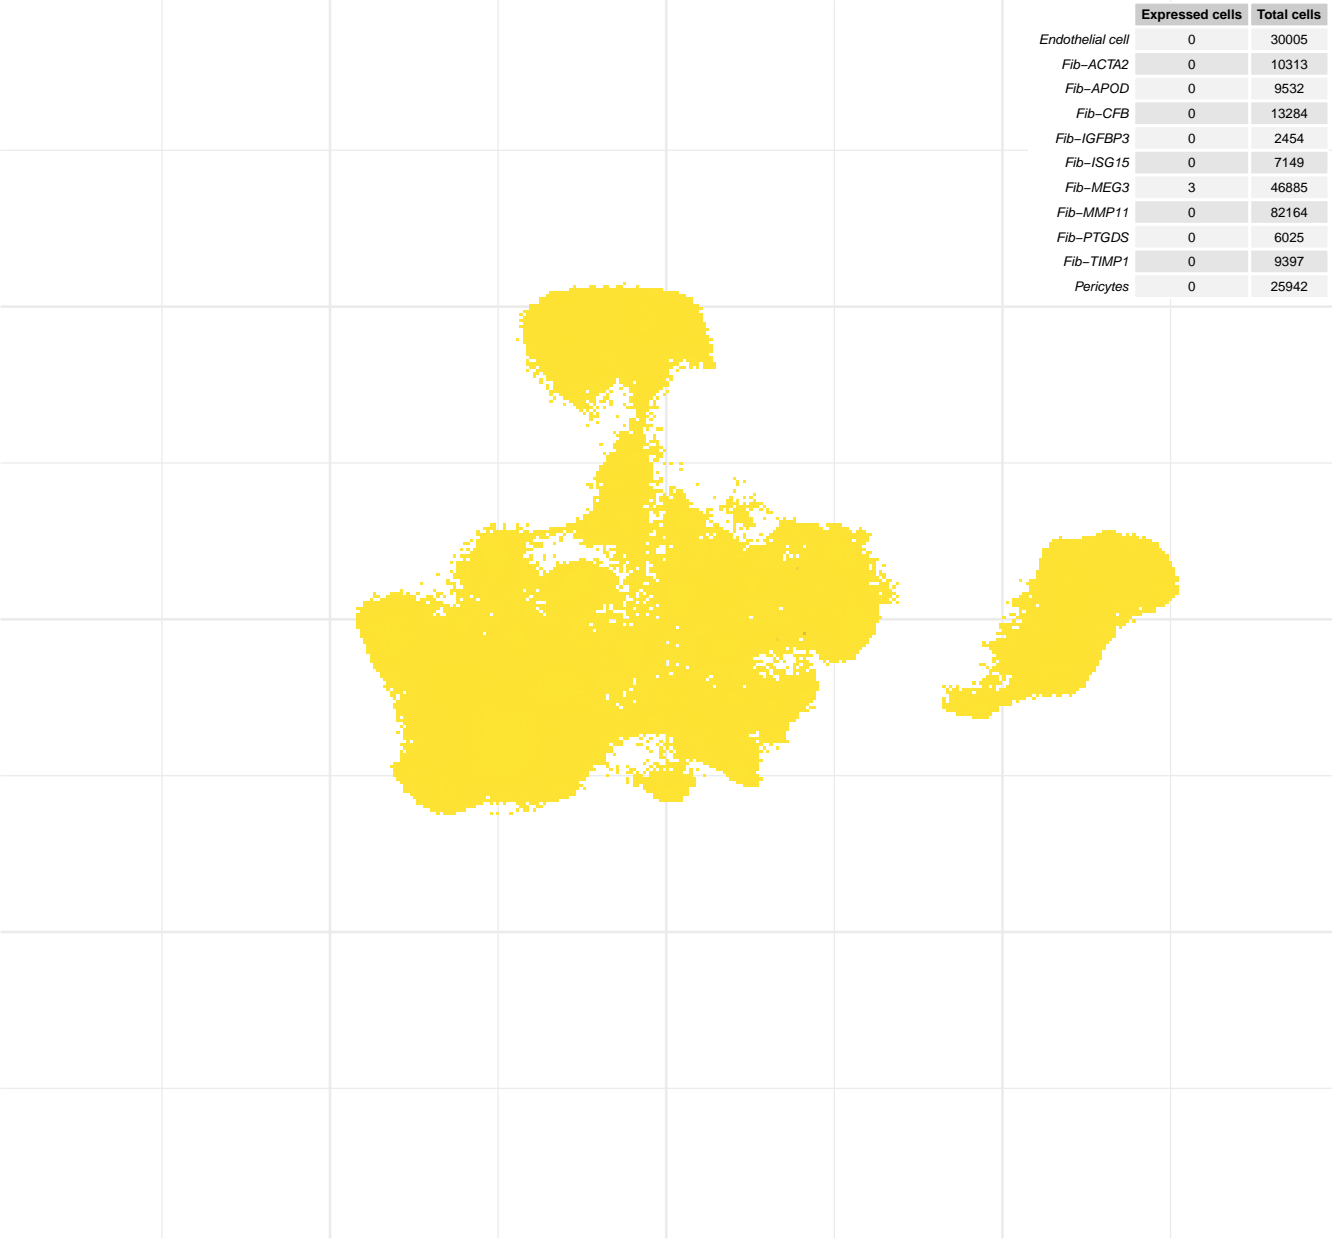 Expressed cells Total cells
Endothelial cell 0 30005
Fib−ACTA2 0 10313
Fib−APOD 0 9532
Fib−CFB 0 13284
Fib−IGFBP3 0 2454
Fib−ISG15 0 7149
Fib−MEG3 3 46885
Fib−MMP11 0 82164
Fib−PTGDS 0 6025
Fib−TIMP1 0 9397
Pericytes 0 25942